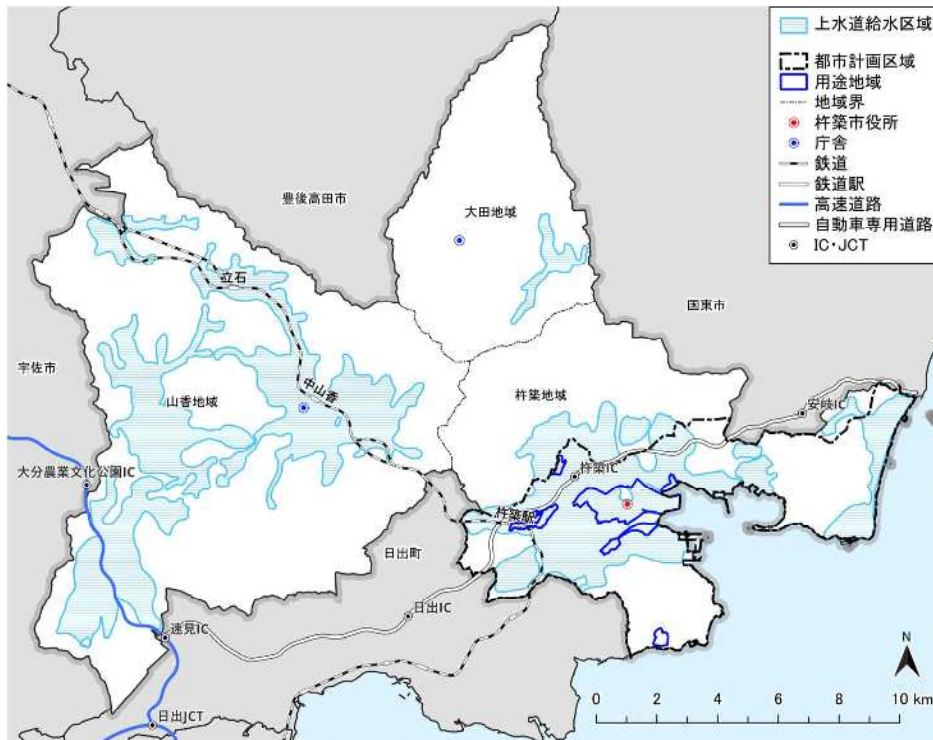 上水道給水区域
都市計画区域
用途地域
地域界
杵築市役所
庁舎
鉄道
鉄道駅
高速道路
自動車専用道路
IC・JCT
豊後高田市
大田地域
立石
国東市
宇佐市
山香地域
中山香
杵築地域
安岐IC
大分農業文化公園IC
杵築IC
杵築駅
日出町
日出IC
速見IC
日出JCT
N
0 2 4 6 8 10 km